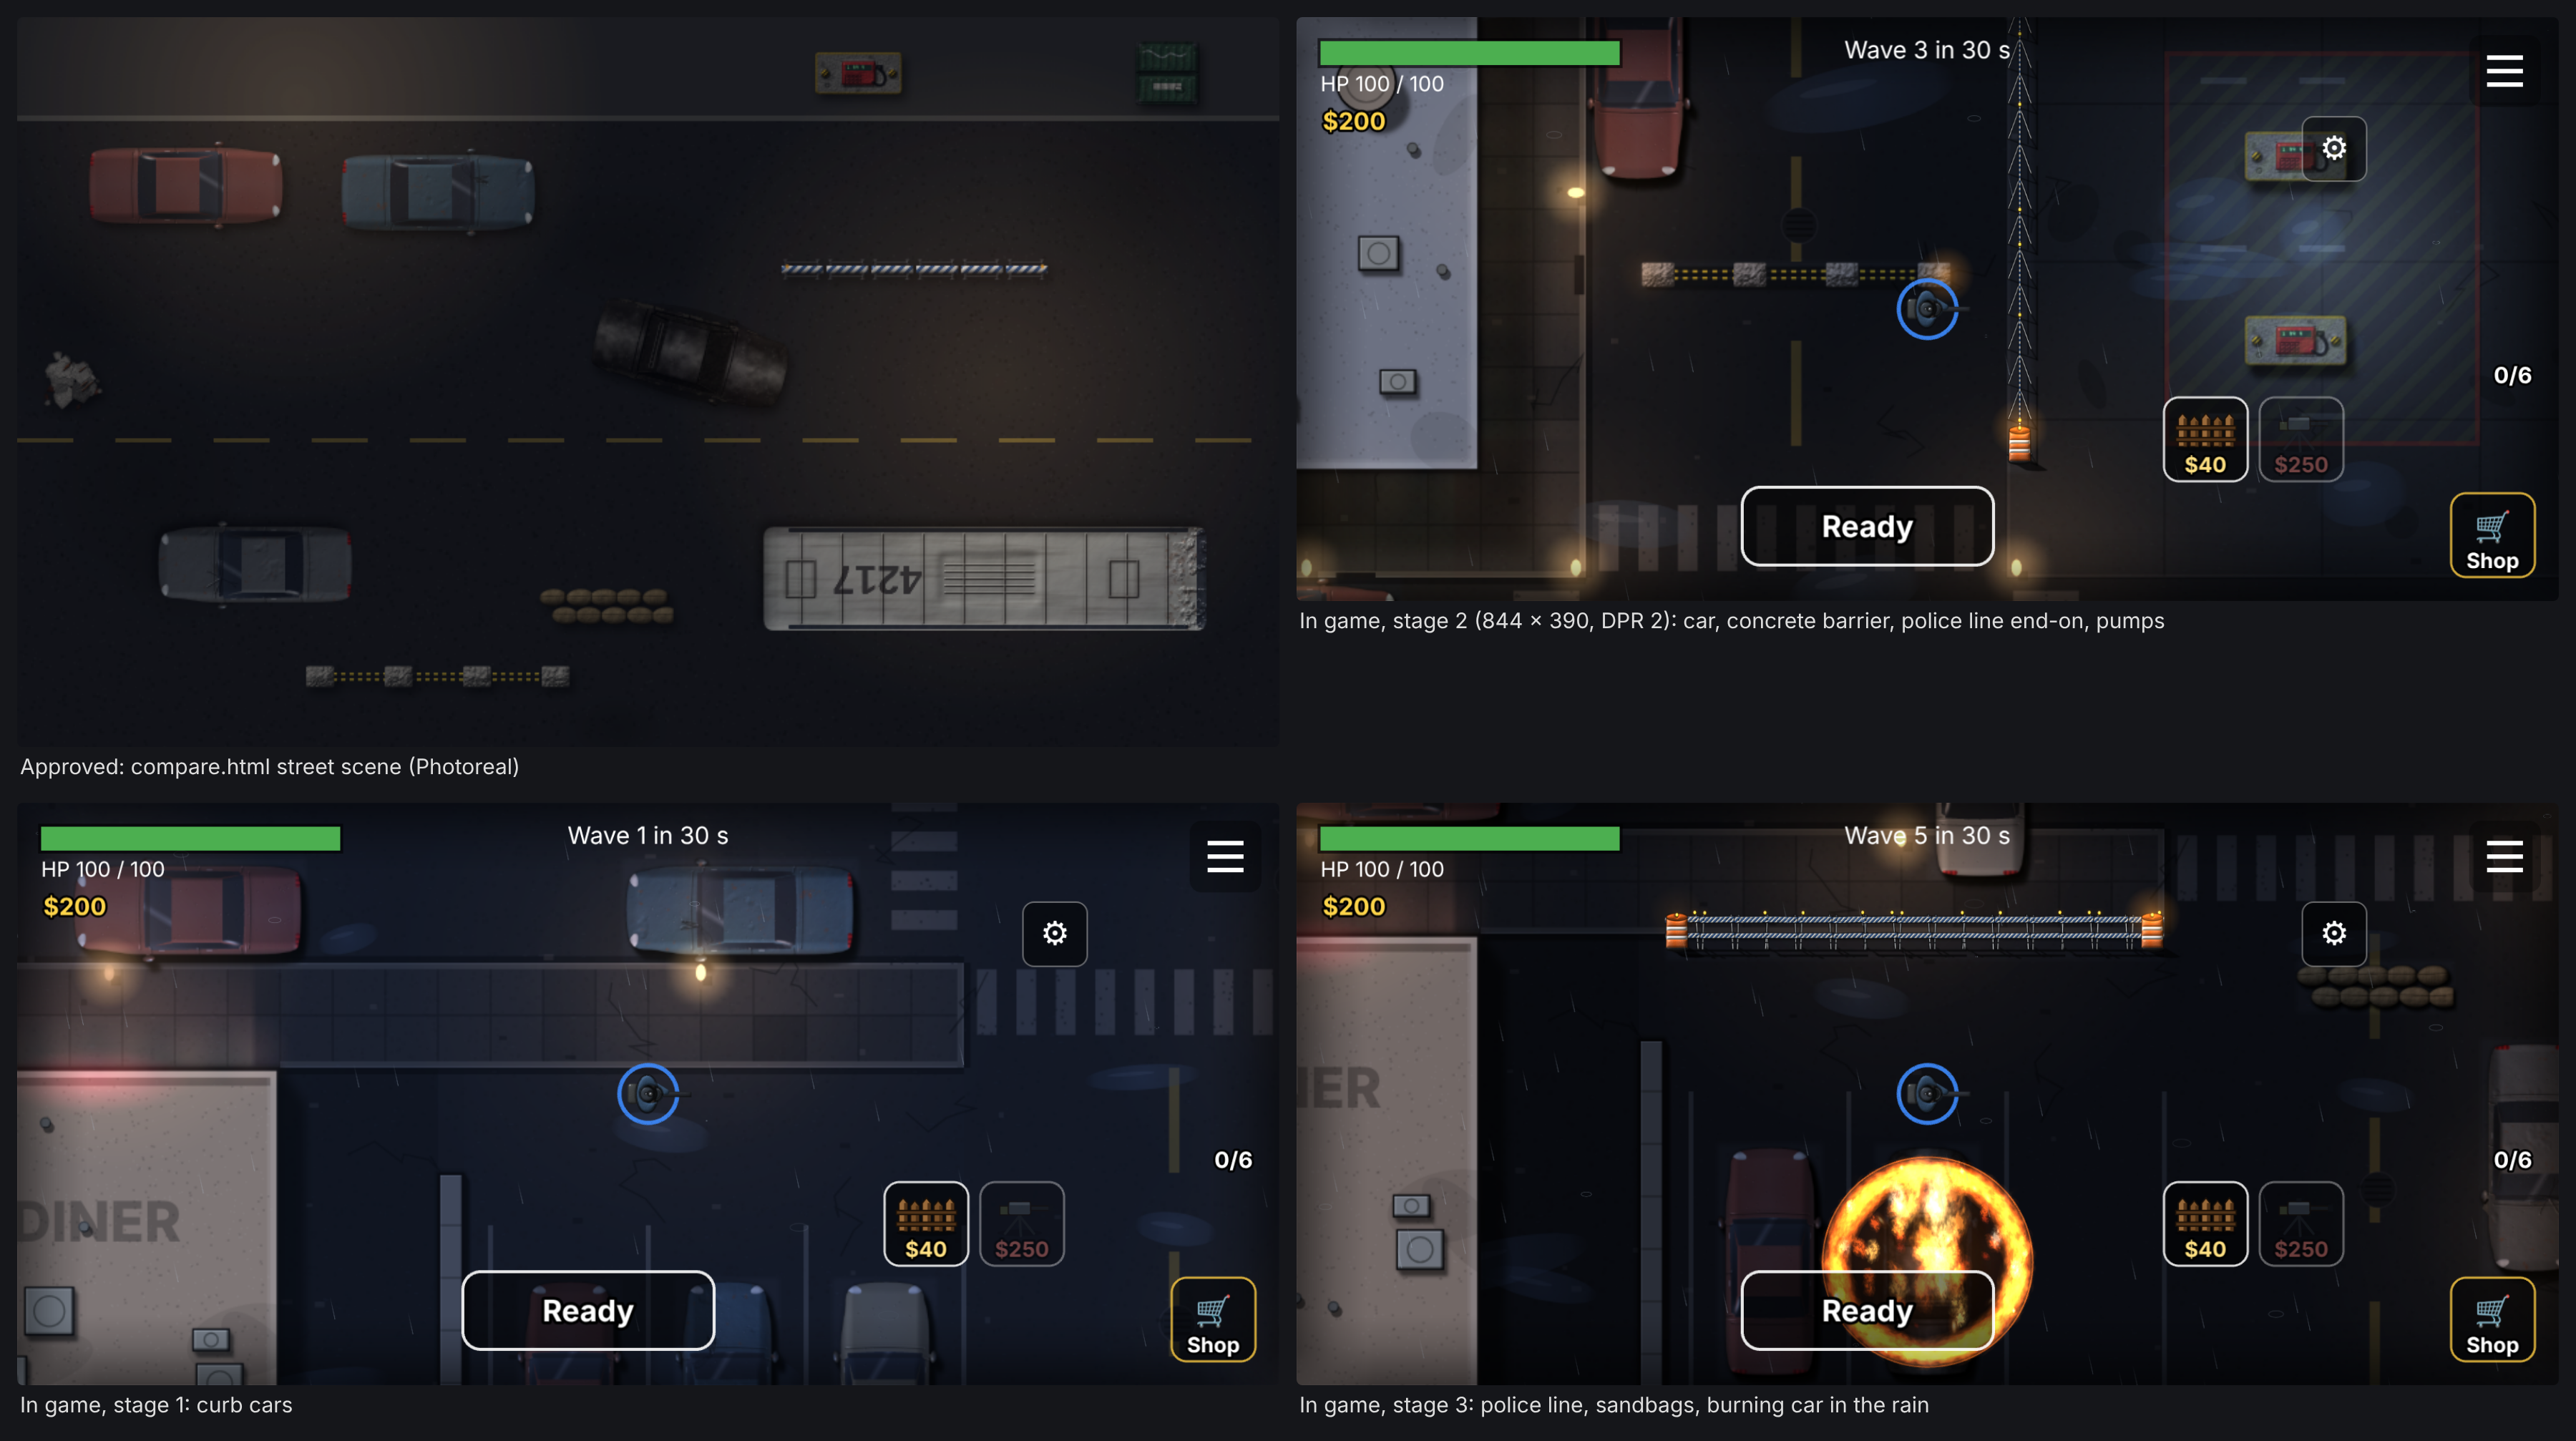 4217
Approved: compare.html street scene (Photoreal)
Wave 3 in 30 s
HP 100 / 100
$200
0/6
$40
$250
Ready
Shop
In game, stage 2 (844 × 390, DPR 2): car, concrete barrier, police line end-on, pumps
Wave 1 in 30 s
HP 100 / 100
$200
0/6
DINER
$40
$250
Ready
Shop
In game, stage 1: curb cars
Wave 5 in 30 s
HP 100 / 100
$200
NER
0/6
$40
$250
Ready
Shop
In game, stage 3: police line, sandbags, burning car in the rain